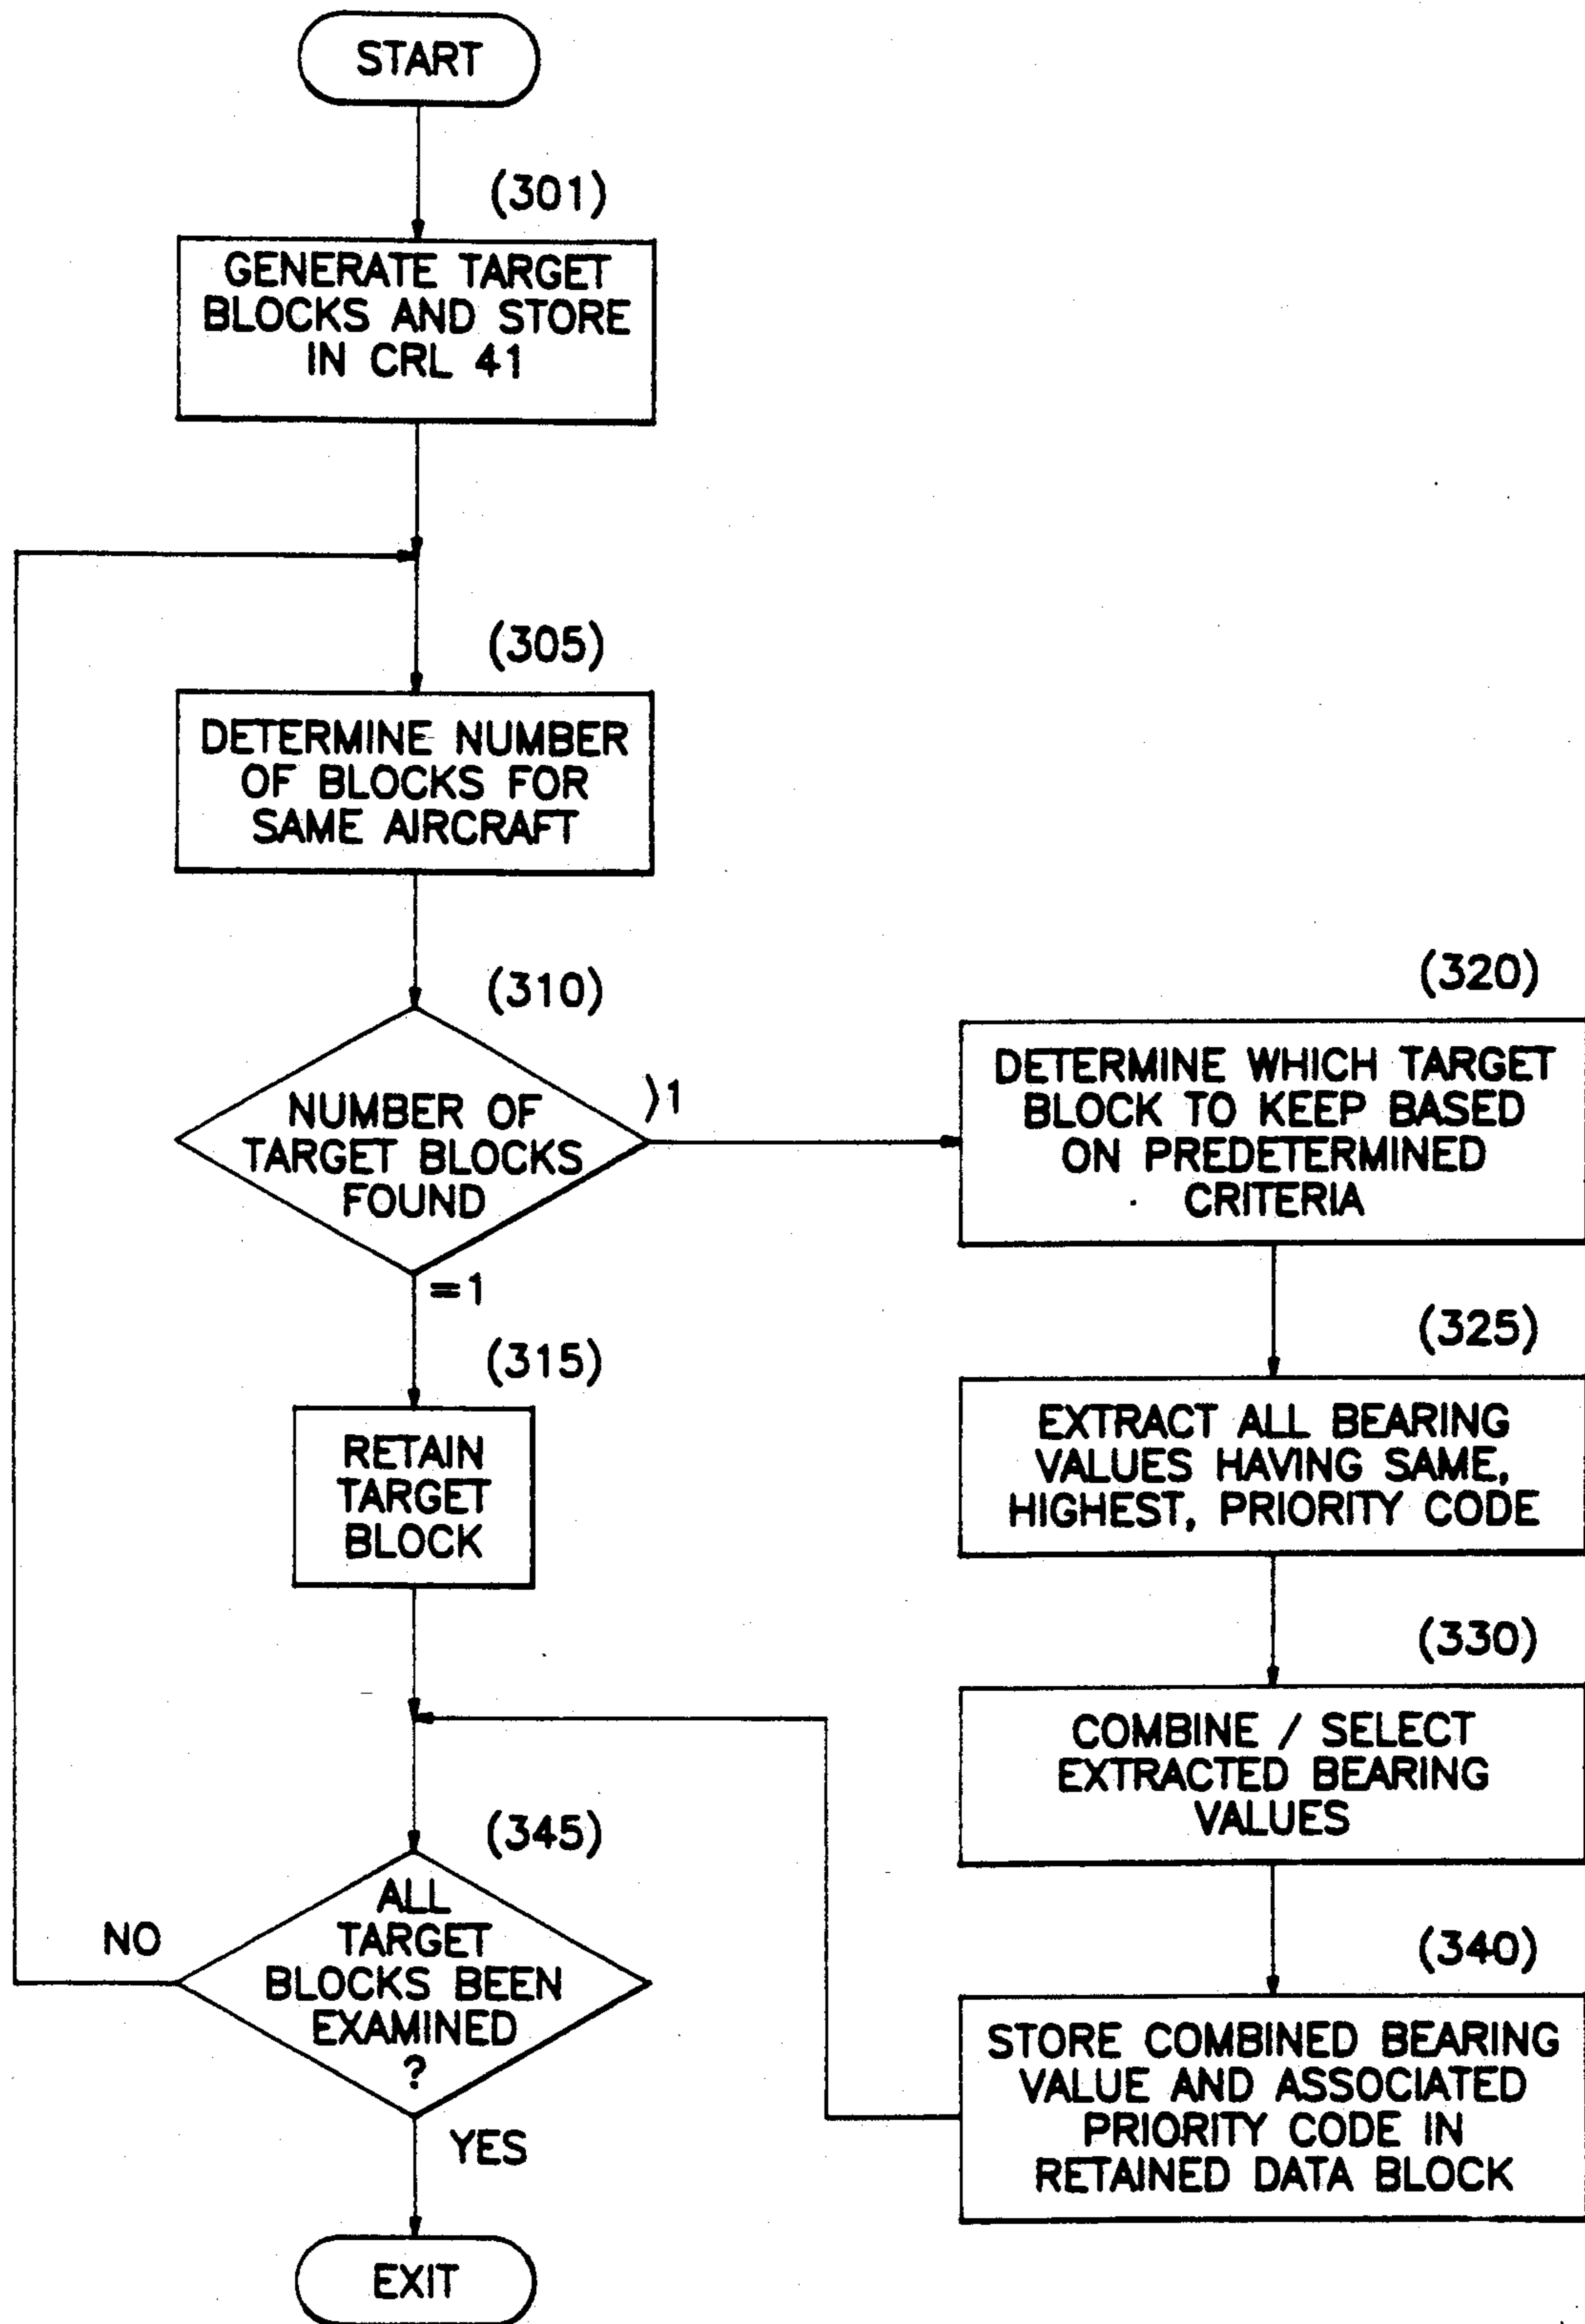 START
(301)
GENERATE TARGET
BLOCKS AND STORE
IN CRL 41
(305)
DETERMINE NUMBER
OF BLOCKS FOR
SAME AIRCRAFT
(310)
NUMBER OF
TARGET BLOCKS
FOUND
>1
=1
(315)
RETAIN
TARGET
BLOCK
(320)
DETERMINE WHICH TARGET
BLOCK TO KEEP BASED
ON PREDETERMINED
CRITERIA
(325)
EXTRACT ALL BEARING
VALUES HAVING SAME,
HIGHEST, PRIORITY CODE
(330)
COMBINE / SELECT
EXTRACTED BEARING
VALUES
(340)
STORE COMBINED BEARING
VALUE AND ASSOCIATED
PRIORITY CODE IN
RETAINED DATA BLOCK
(345)
ALL
TARGET
BLOCKS BEEN
EXAMINED
?
NO
YES
EXIT